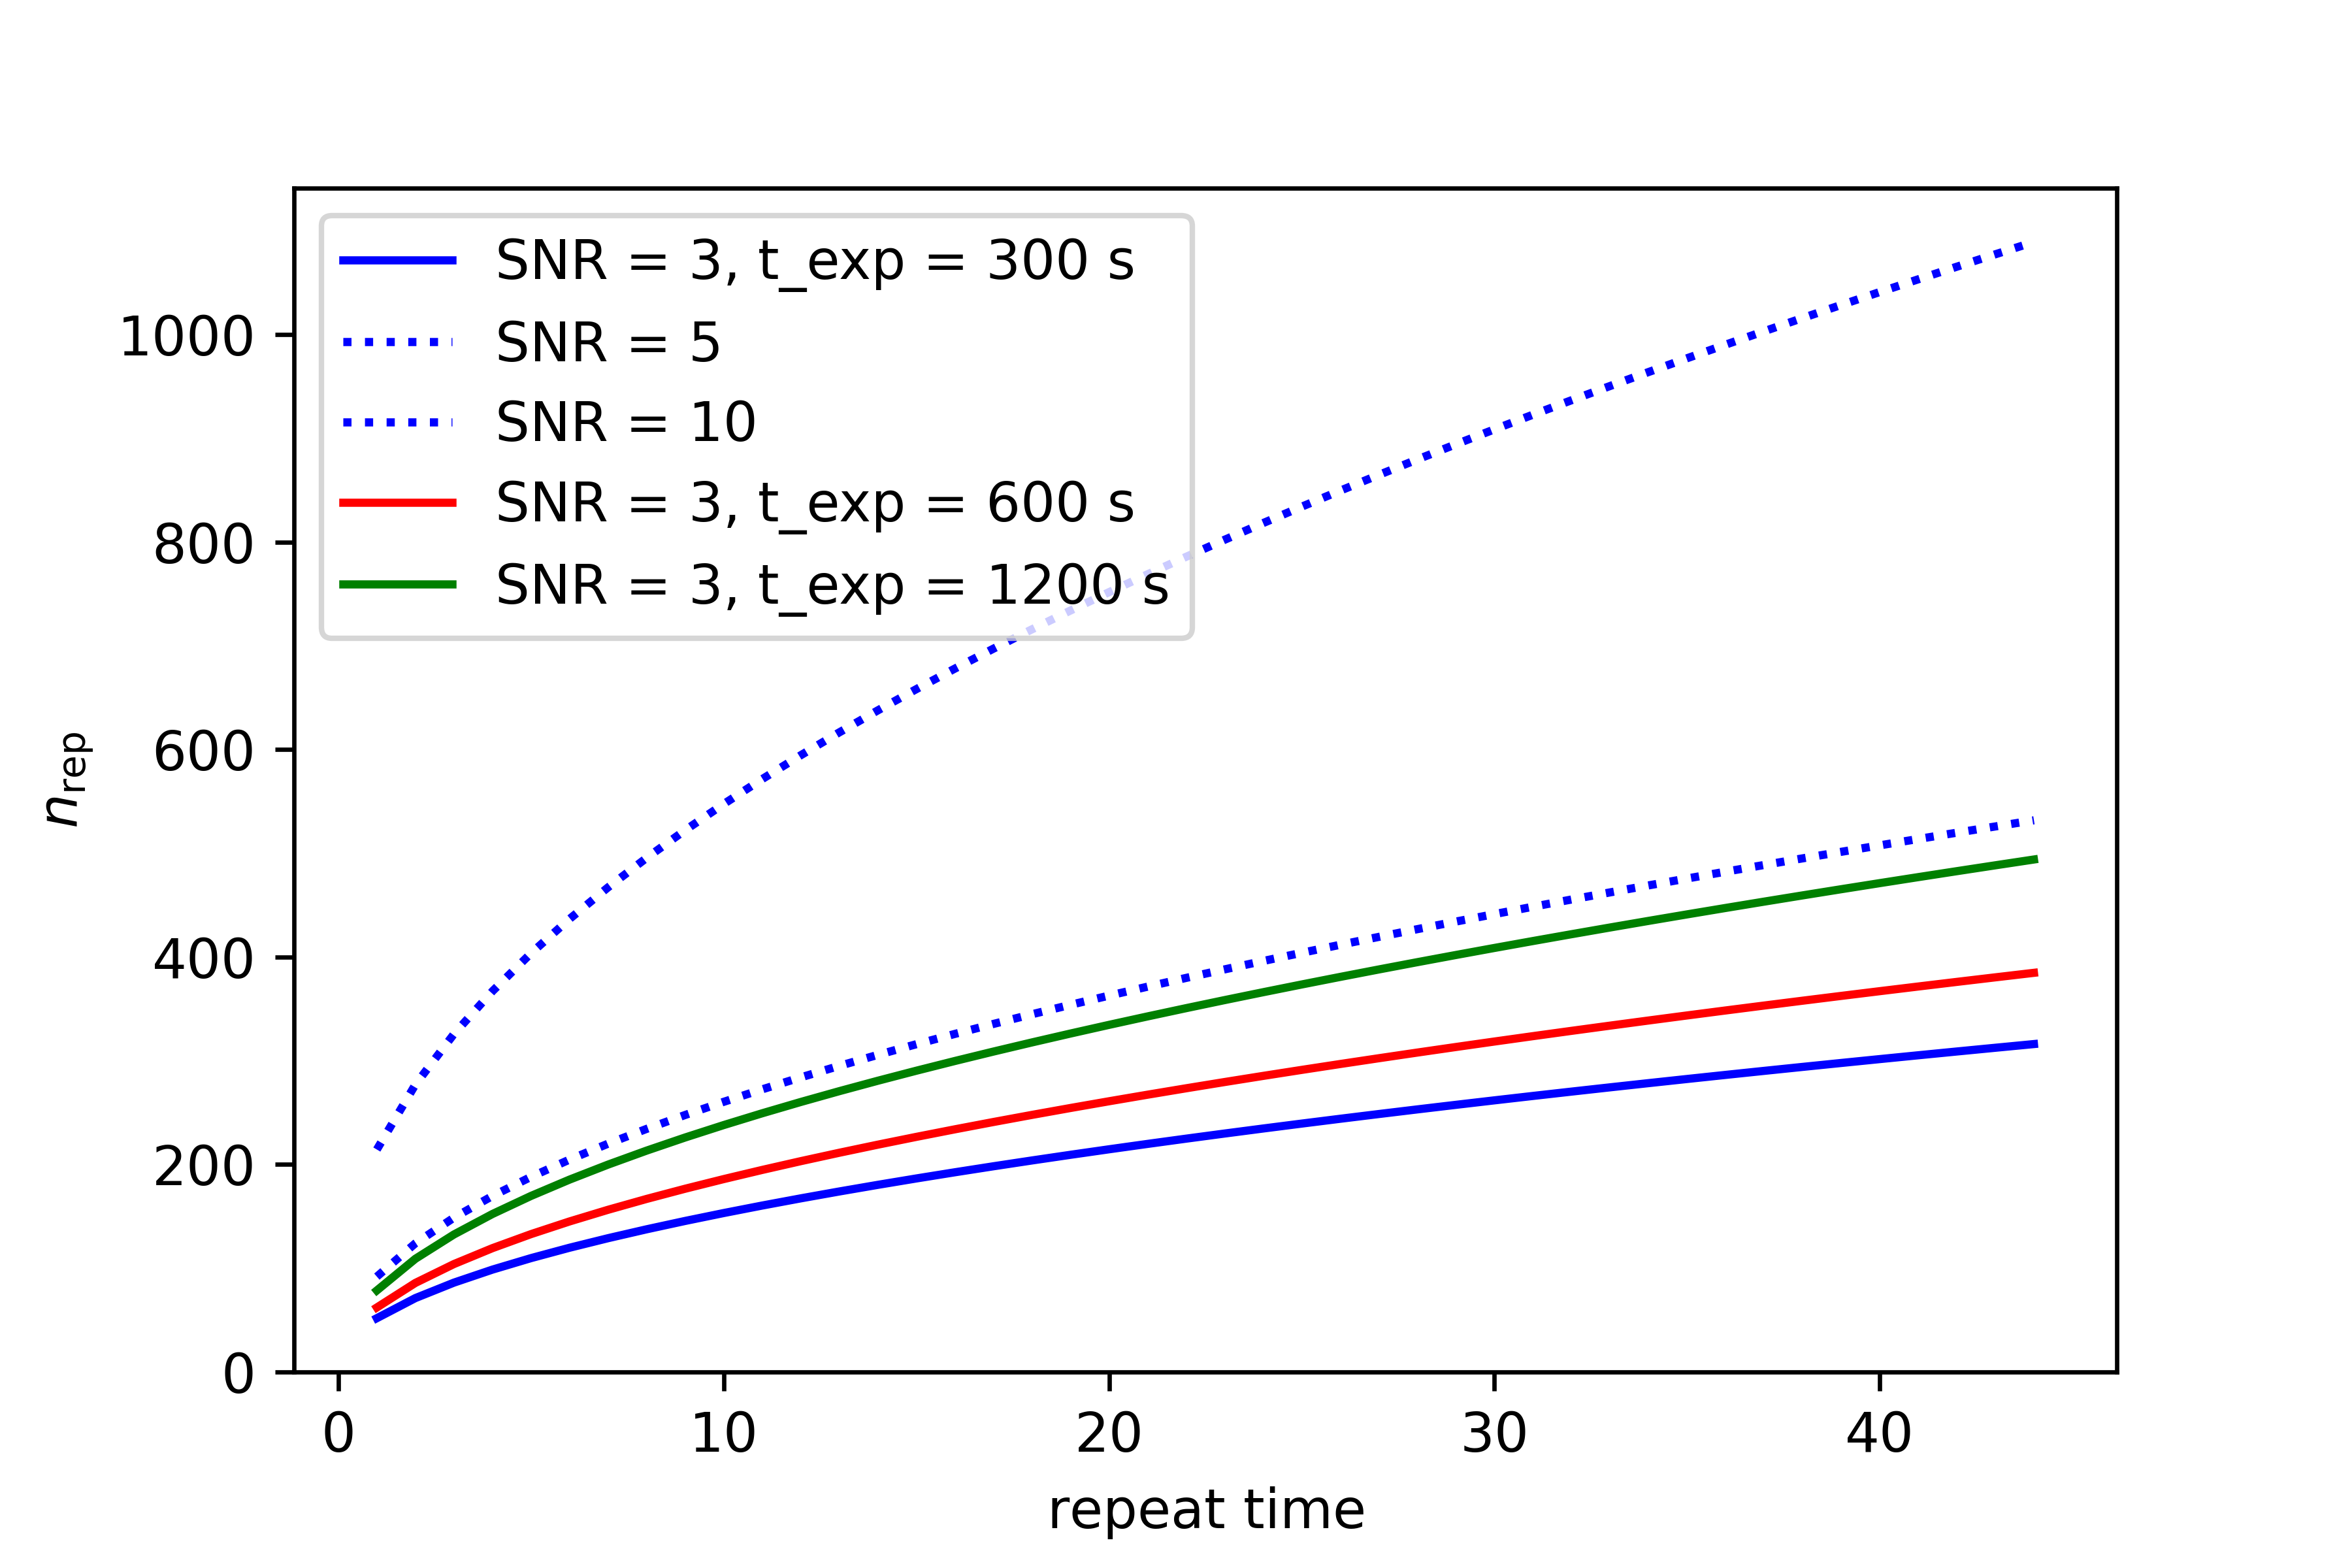 SNR = 3, t_exp = 300 s
SNR = 5
SNR = 10
SNR = 3, t_exp = 600 s
SNR = 3, t_exp = 1200 s
1000
800
600
400
200
0
n_rep
0 10 20 30 40
repeat time